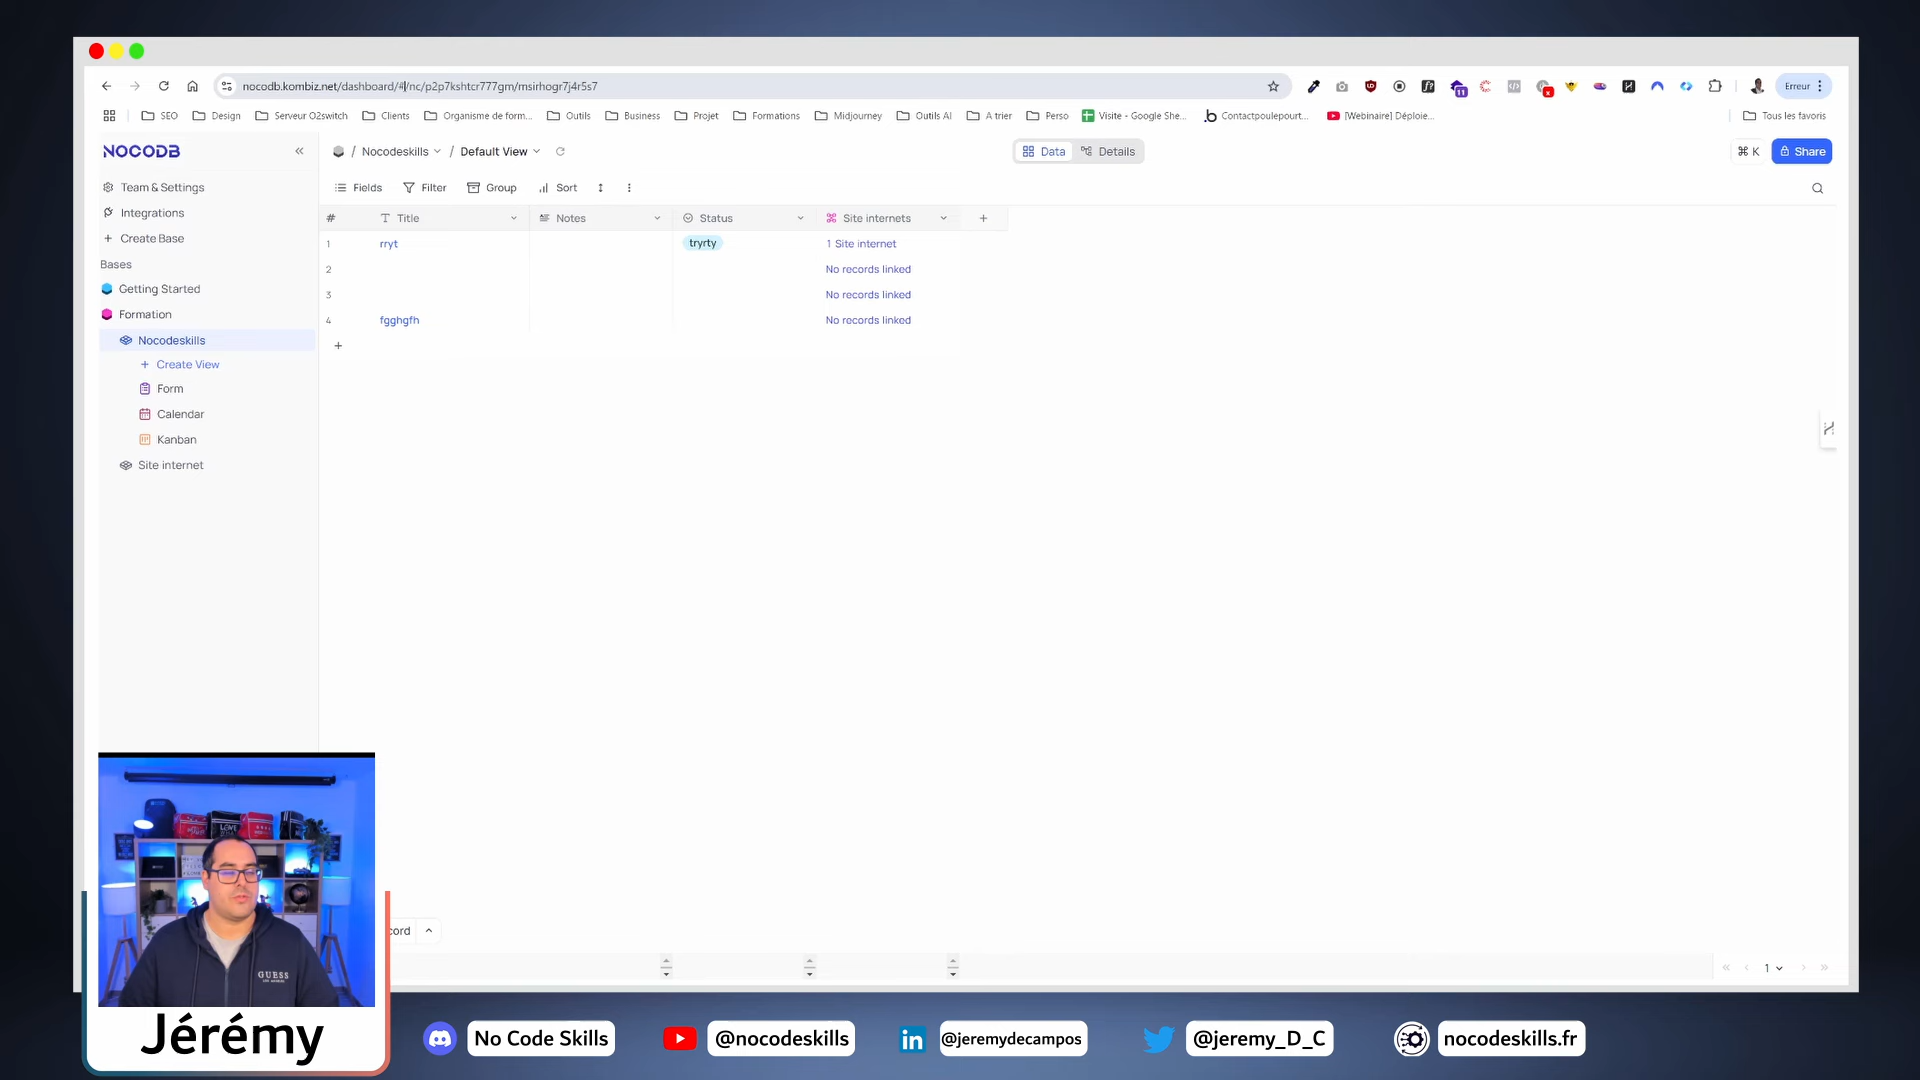 nocodb.kombiz.net/dashboard/#/nc/p2p7kshtcr777gm/msirhogr7j4r5s7
11
Erreur
SEO
Design
Serveur O2switch
Clients
Organisme de form...
Outils
Business
Projet
Formations
Midjourney
Outils AI
A trier
Perso
Visite - Google She...
Contactpoulepourt...
[Webinaire] Déploie...
Tous les favoris
NOCODB
/ Nocodeskills / Default View
Data
Details
⌘ K
Share
Team & Settings
Integrations
Create Base
Bases
Getting Started
Formation
Nocodeskills
Create View
Form
Calendar
Kanban
Site internet
Fields
Filter
Group
Sort
# Title Notes Status Site internets
1 rryt tryrty 1 Site internet
2 No records linked
3 No records linked
4 fgghgfh No records linked
cord
1
LOVE
GUESS
Jérémy
No Code Skills
@nocodeskills
in
@jeremydecampos
@jeremy_D_C
nocodeskills.fr